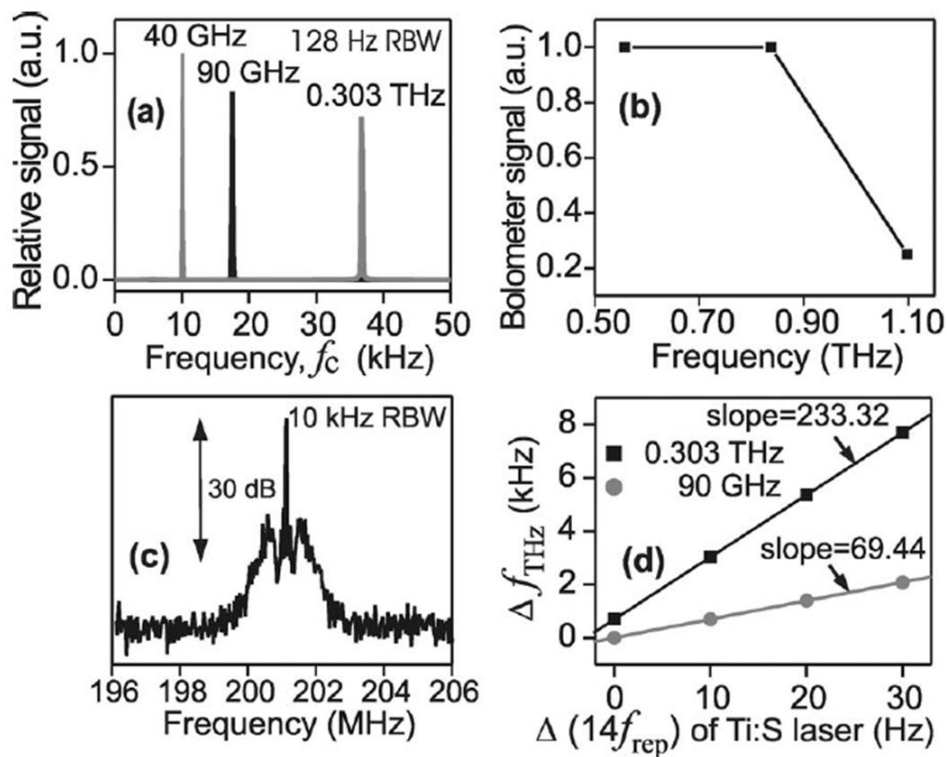 40 GHz
128 Hz RBW
90 GHz
0.303 THz
(a)
Relative signal (a.u.)
1.0
0.5
0.0
0 10 20 30 40 50
Frequency, fc (kHz)
(b)
Bolometer signal (a.u.)
1.0
0.8
0.6
0.4
0.2
0.50 0.70 0.90 1.10
Frequency (THz)
10 kHz RBW
30 dB
(c)
196 198 200 202 204 206
Frequency (MHz)
slope=233.32
0.303 THz
90 GHz
(d)
slope=69.44
Δ fTHz (kHz)
8
6
4
2
0
0 10 20 30
Δ (14frep) of Ti:S laser (Hz)